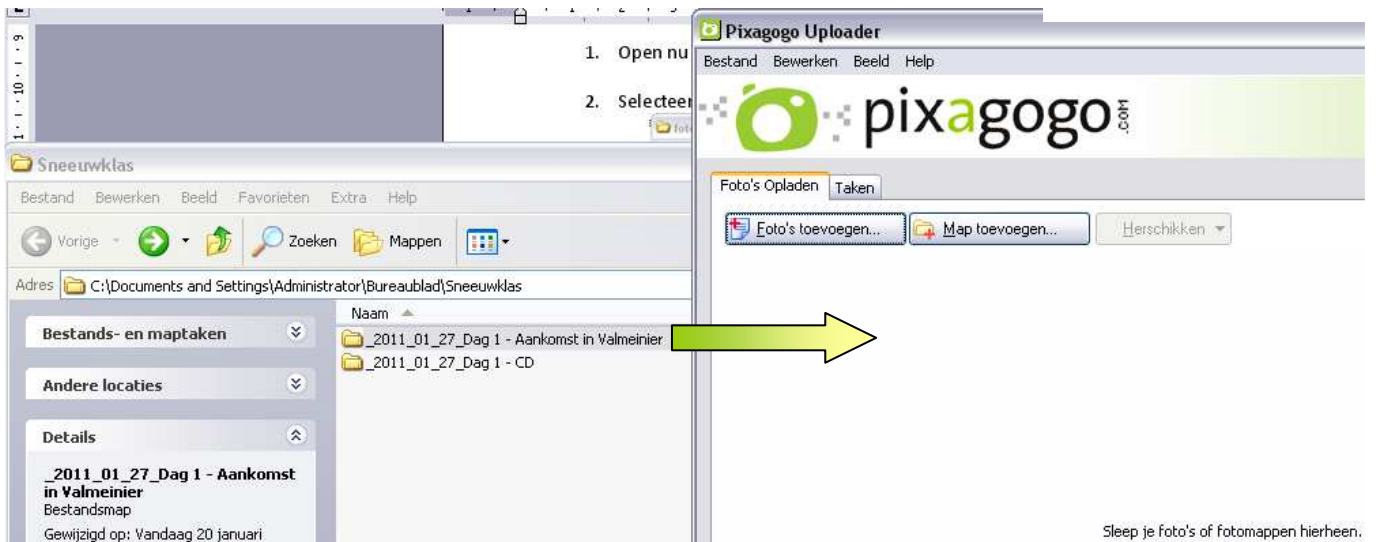 1. Open nu
2. Selecteer
Sneeuwklas
Bestand Bewerken Beeld Favorieten Extra Help
Vorige Zoeken Mappen
Adres C:\Documents and Settings\Administrator\Bureaublad\Sneeuwklas
Bestands- en maptaken
Andere locaties
Details
_2011_01_27_Dag 1 - Aankomst
in Valmeinier
Bestandsmap
Gewijzigd op: Vandaag 20 januari
Naam
_2011_01_27_Dag 1 - Aankomst in Valmeinier
_2011_01_27_Dag 1 - CD
Pixagogo Uploader
Bestand Bewerken Beeld Help
pixagogo.com
Foto's Opladen Taken
Foto's toevoegen... Map toevoegen... Herschikken
Sleep je foto's of fotomappen hierheen.